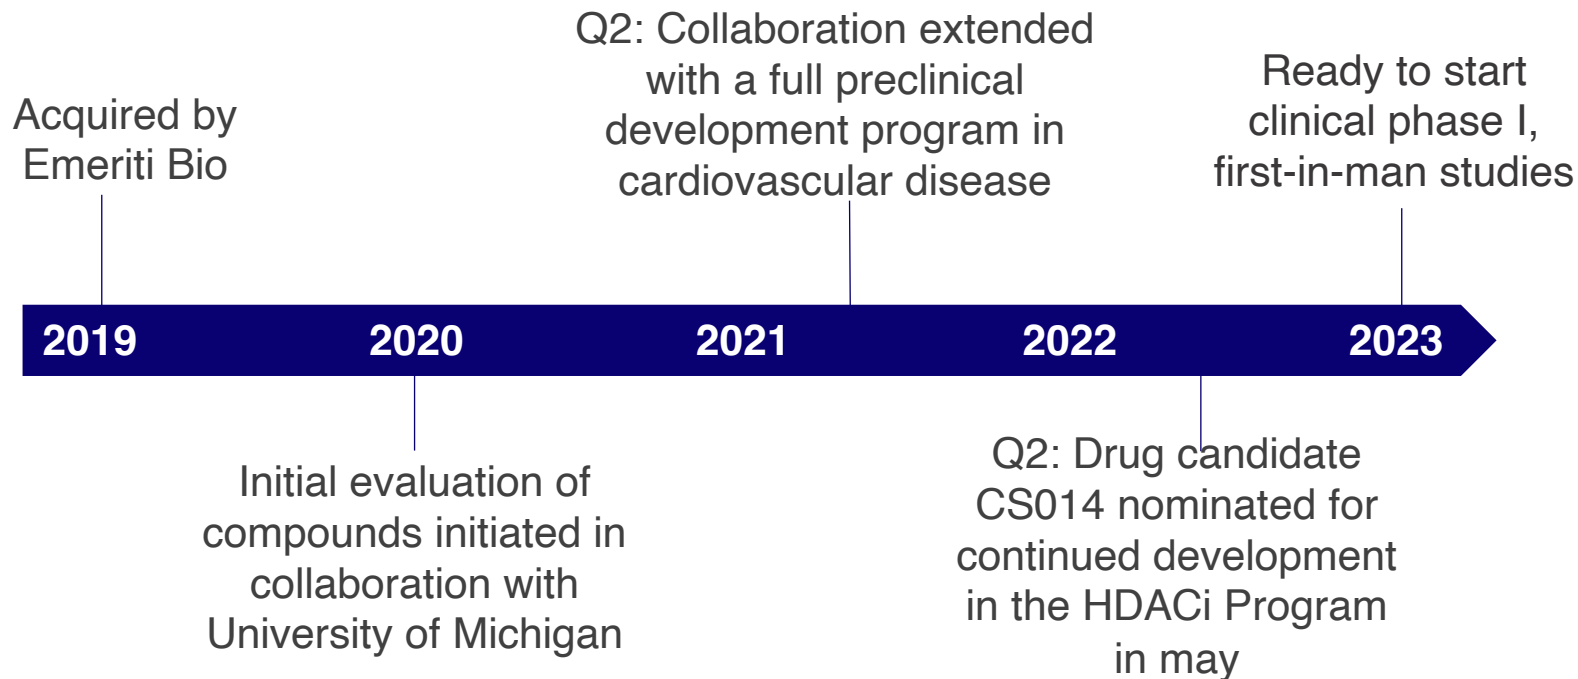 Acquired by
Emeriti Bio
Q2: Collaboration extended
with a full preclinical
development program in
cardiovascular disease
Ready to start
clinical phase I,
first-in-man studies
2019 2020 2021 2022 2023
Initial evaluation of
compounds initiated in
collaboration with
University of Michigan
Q2: Drug candidate
CS014 nominated for
continued development
in the HDACi Program
in may